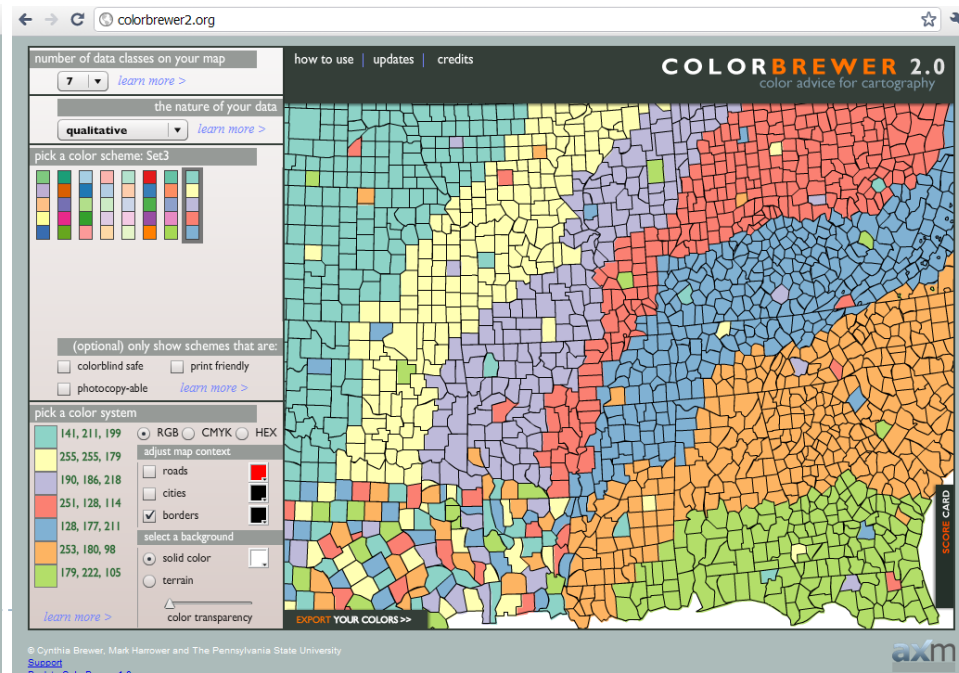 colorbrewer2.org
number of data classes on your map
7 learn more >
the nature of your data
qualitative learn more >
pick a color scheme: Set3
(optional) only show schemes that are:
colorblind safe print friendly
photocopy-able learn more >
pick a color system
141, 211, 199
255, 255, 179
190, 186, 218
251, 128, 114
128, 177, 211
253, 180, 98
179, 222, 105
learn more >
RGB CMYK HEX
adjust map context
roads
cities
borders
select a background
solid color
terrain
color transparency
how to use | updates | credits
COLORBREWER 2.0
color advice for cartography
SCORE CARD
EXPORT YOUR COLORS >>
© Cynthia Brewer, Mark Harrower and The Pennsylvania State University
Support
axm